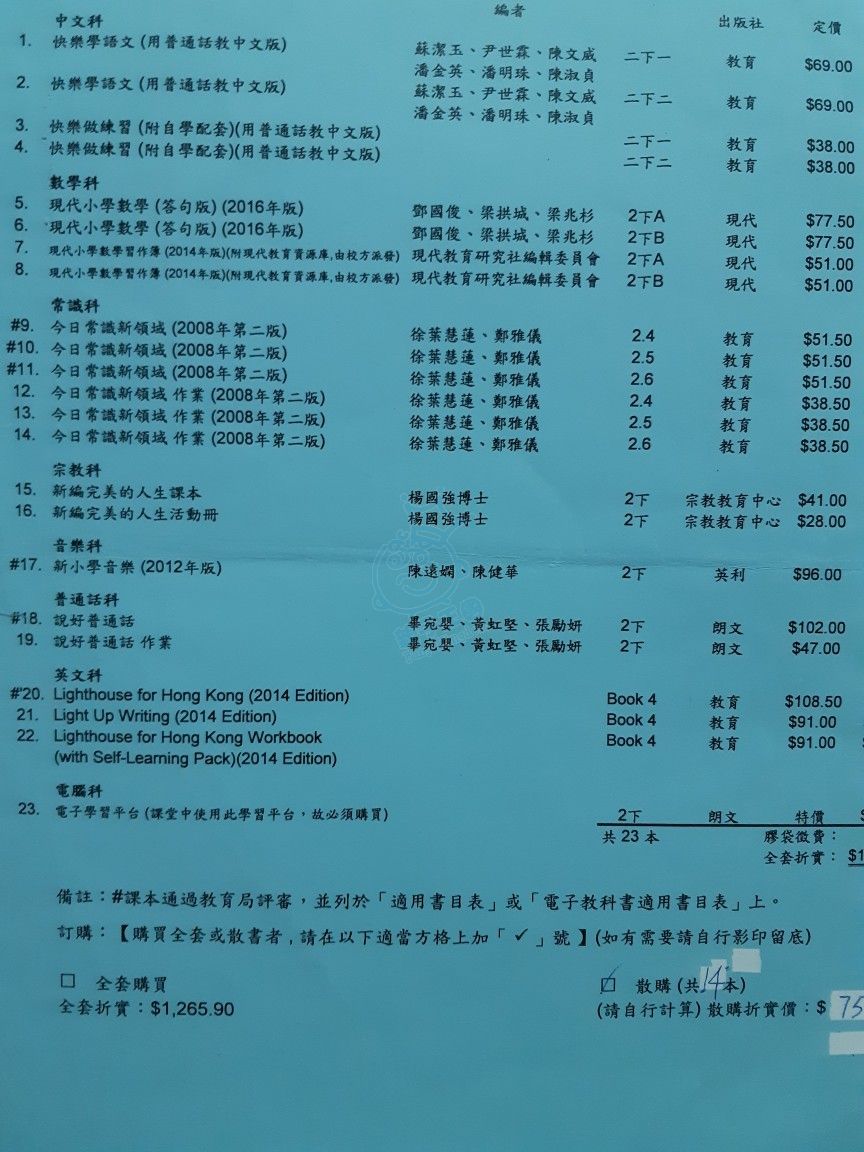 中文科 編者 出版社 定價
1. 快樂學語文 (用普通話教中文版) 蘇潔玉、尹世霖、陳文威 二下一 教育 $69.00
潘金英、潘明珠、陳淑貞
2. 快樂學語文 (用普通話教中文版) 蘇潔玉、尹世霖、陳文威 二下二 教育 $69.00
潘金英、潘明珠、陳淑貞
3. 快樂做練習 (附自學配套)(用普通話教中文版) 二下一 教育 $38.00
4. 快樂做練習 (附自學配套)(用普通話教中文版) 二下二 教育 $38.00
數學科
5. 現代小學數學 (答句版) (2016年版) 鄧國俊、梁拱城、梁兆杉 2下A 現代 $77.50
6. 現代小學數學 (答句版) (2016年版) 鄧國俊、梁拱城、梁兆杉 2下B 現代 $77.50
7. 現代小學數學習作簿 (2014年版)(附現代教育資源庫,由校方派發) 現代教育研究社編輯委員會 2下A 現代 $51.00
8. 現代小學數學習作簿 (2014年版)(附現代教育資源庫,由校方派發) 現代教育研究社編輯委員會 2下B 現代 $51.00
常識科
#9. 今日常識新領域 (2008年第二版) 徐葉慧蓮、鄭雅儀 2.4 教育 $51.50
#10. 今日常識新領域 (2008年第二版) 徐葉慧蓮、鄭雅儀 2.5 教育 $51.50
#11. 今日常識新領域 (2008年第二版) 徐葉慧蓮、鄭雅儀 2.6 教育 $51.50
12. 今日常識新領域 作業 (2008年第二版) 徐葉慧蓮、鄭雅儀 2.4 教育 $38.50
13. 今日常識新領域 作業 (2008年第二版) 徐葉慧蓮、鄭雅儀 2.5 教育 $38.50
14. 今日常識新領域 作業 (2008年第二版) 徐葉慧蓮、鄭雅儀 2.6 教育 $38.50
宗教科
15. 新編完美的人生課本 楊國強博士 2下 宗教教育中心 $41.00
16. 新編完美的人生活動冊 楊國強博士 2下 宗教教育中心 $28.00
音樂科
#17. 新小學音樂 (2012年版) 陳遠嫻、陳健華 2下 英利 $96.00
普通話科
#18. 說好普通話 畢宛嬰、黃虹堅、張勵妍 2下 朗文 $102.00
19. 說好普通話 作業 畢宛嬰、黃虹堅、張勵妍 2下 朗文 $47.00
英文科
#20. Lighthouse for Hong Kong (2014 Edition) Book 4 教育 $108.50
21. Light Up Writing (2014 Edition) Book 4 教育 $91.00
22. Lighthouse for Hong Kong Workbook Book 4 教育 $91.00
(with Self-Learning Pack)(2014 Edition)
電腦科
23. 電子學習平台 (課堂中使用此學習平台,故必須購買) 2下 朗文 特價
共 23 本 膠袋徵費:
全套折實: $1
備註:#課本通過教育局評審,並列於「適用書目表」或「電子教科書適用書目表」上。
訂購:【購買全套或散書者,請在以下適當方格上加「✓」號】(如有需要請自行影印留底)
□ 全套購買 ☑ 散購 (共14本)
全套折實:$1,265.90 (請自行計算) 散購折實價:$ 75